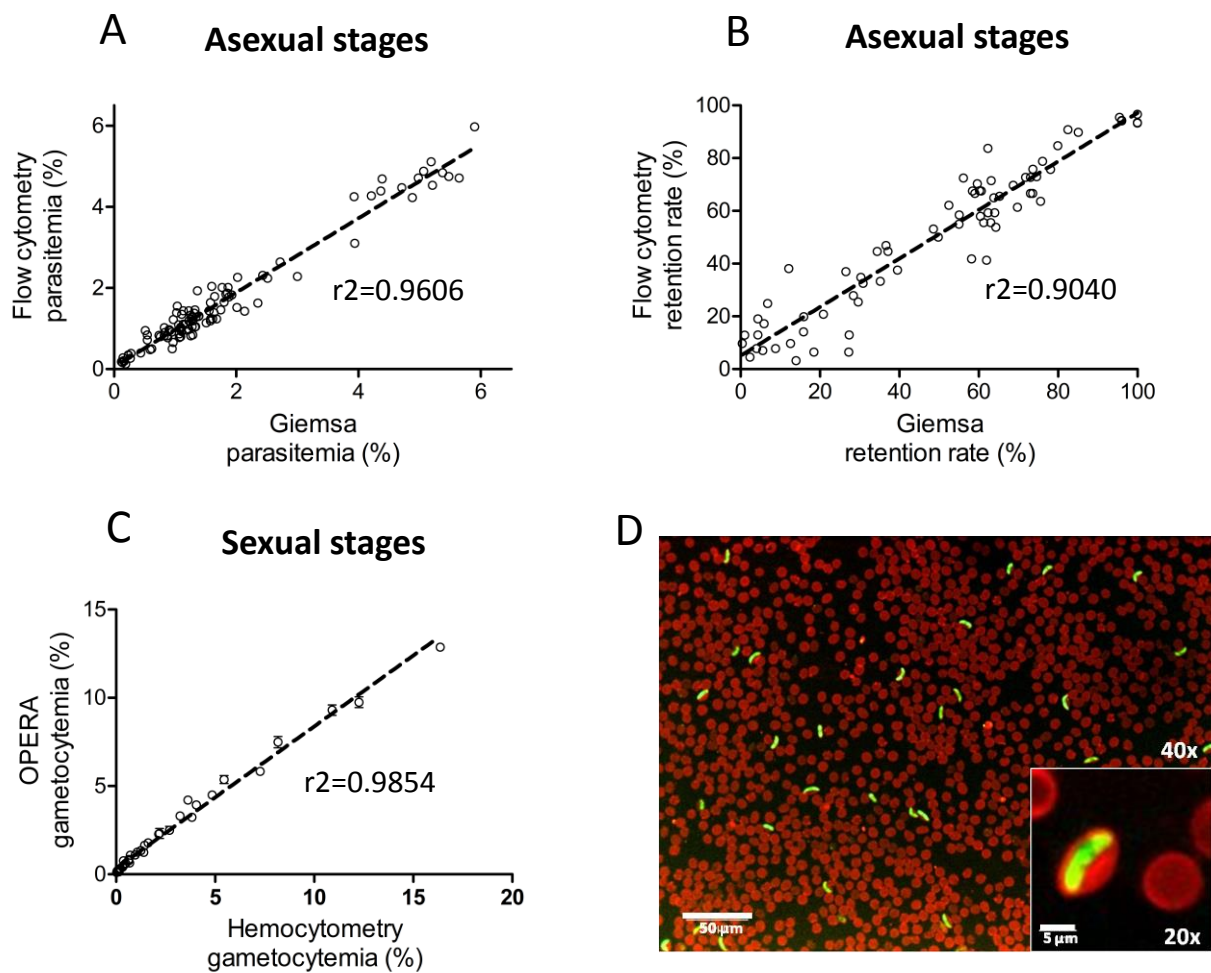 A
Asexual stages
Flow cytometry
parasitemia (%)
6
4
2
0
r2=0.9606
0
2
4
6
Giemsa
parasitemia (%)
B
Asexual stages
Flow cytometry
retention rate (%)
100
80
60
40
20
0
r2=0.9040
0
20
40
60
80
100
Giemsa
retention rate (%)
C
Sexual stages
OPERA
gametocytemia (%)
15
10
5
0
r2=0.9854
0
5
10
15
20
Hemocytometry
gametocytemia (%)
D
40x
50 µm
5 µm
20x